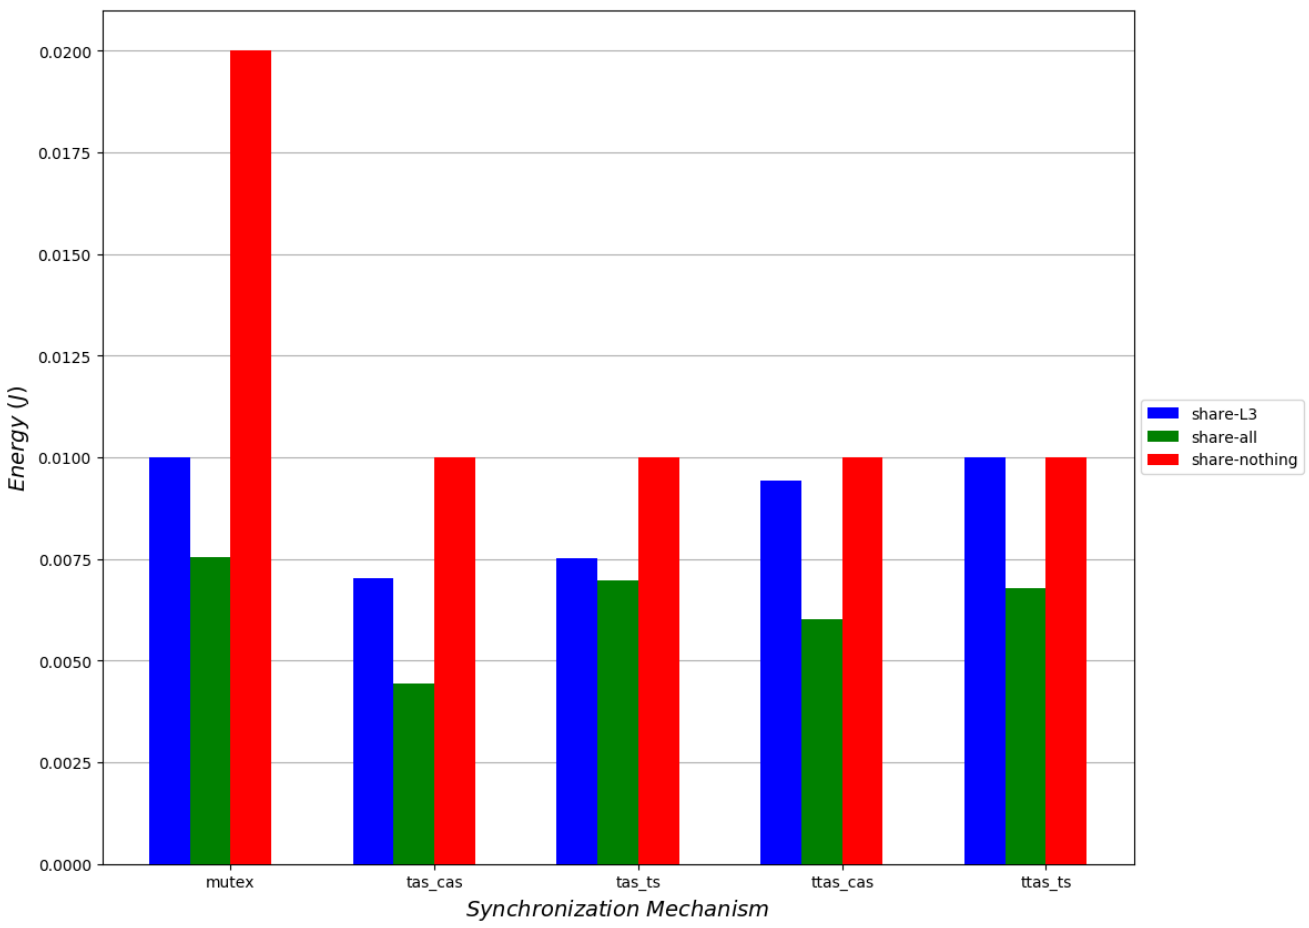 0.0200
0.0175
0.0150
0.0125
0.0100
0.0075
0.0050
0.0025
0.0000
Energy (J)
mutex
tas_cas
tas_ts
ttas_cas
ttas_ts
Synchronization Mechanism
share-L3
share-all
share-nothing